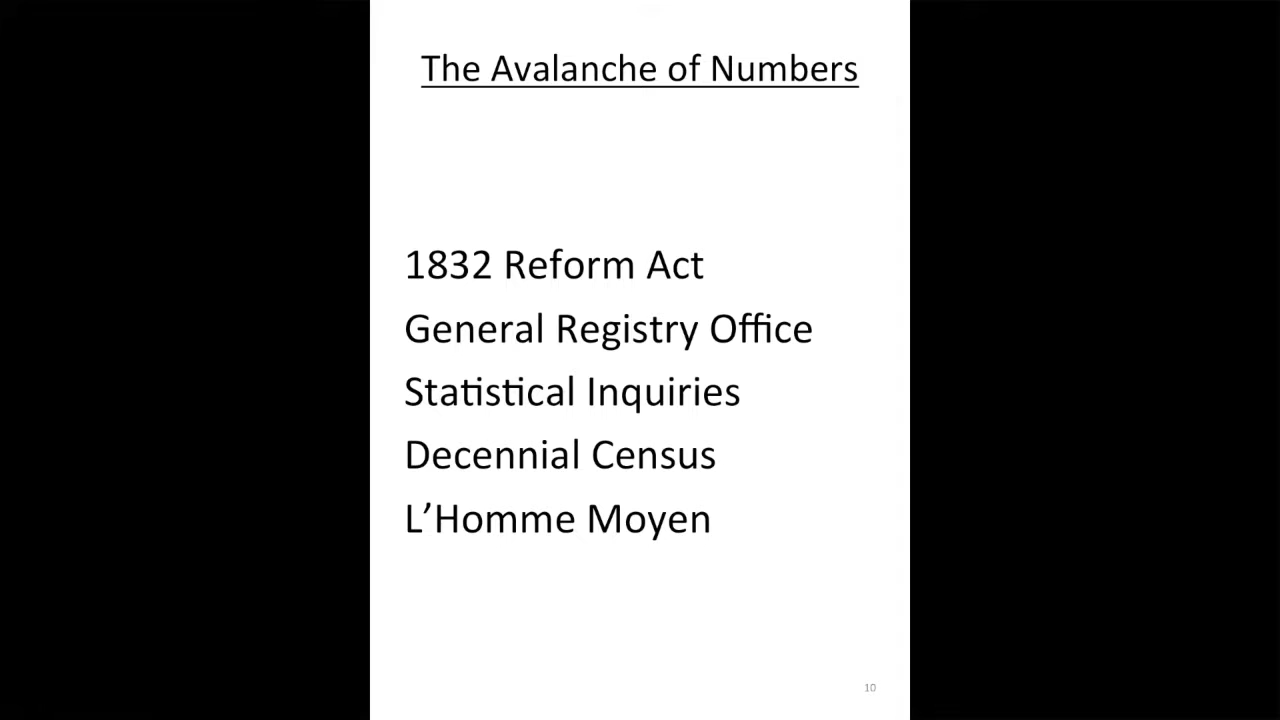 The Avalanche of Numbers
1832 Reform Act
General Registry Office
Statistical Inquiries
Decennial Census
L’Homme Moyen
10